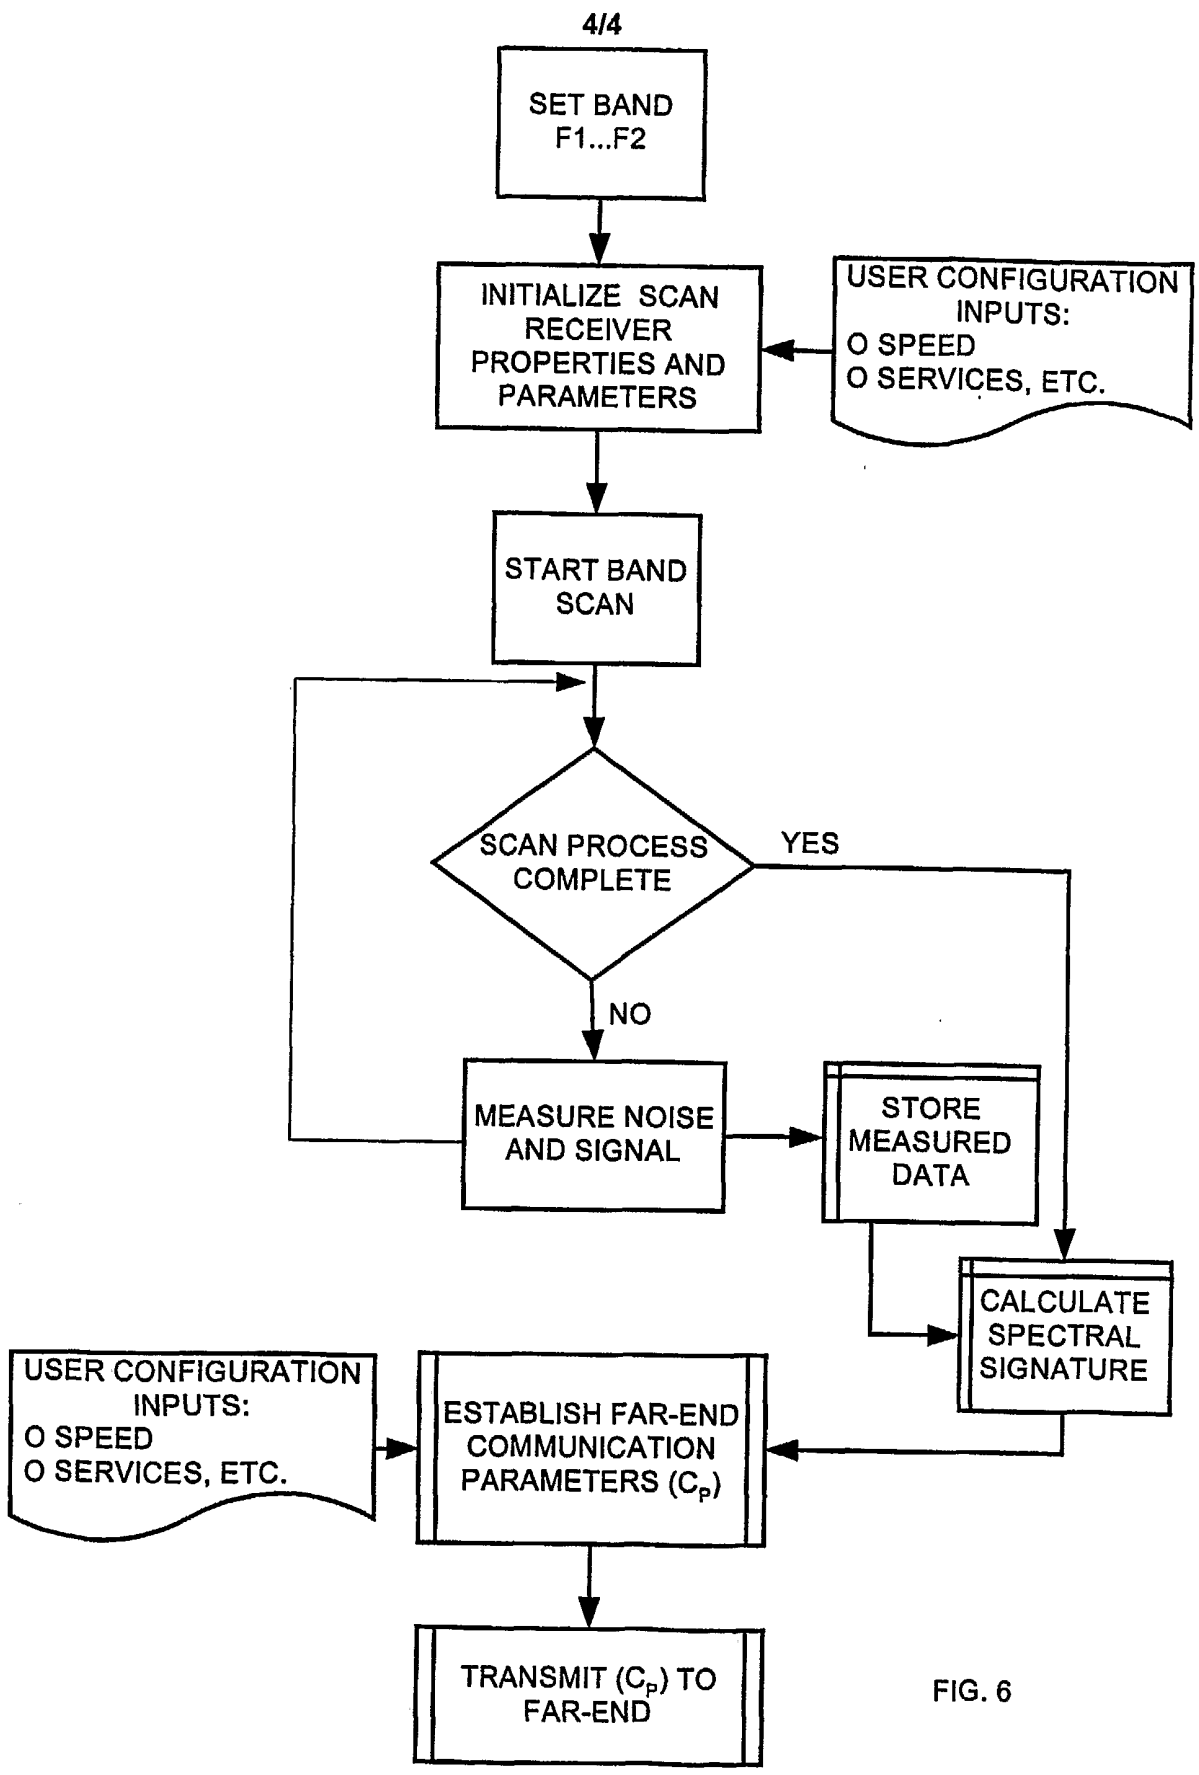 4/4
SET BAND
F1...F2
INITIALIZE SCAN
RECEIVER
PROPERTIES AND
PARAMETERS
USER CONFIGURATION
INPUTS:
O SPEED
O SERVICES, ETC.
START BAND
SCAN
SCAN PROCESS
COMPLETE
YES
NO
MEASURE NOISE
AND SIGNAL
STORE
MEASURED
DATA
CALCULATE
SPECTRAL
SIGNATURE
USER CONFIGURATION
INPUTS:
O SPEED
O SERVICES, ETC.
ESTABLISH FAR-END
COMMUNICATION
PARAMETERS (CP)
TRANSMIT (CP) TO
FAR-END
FIG. 6